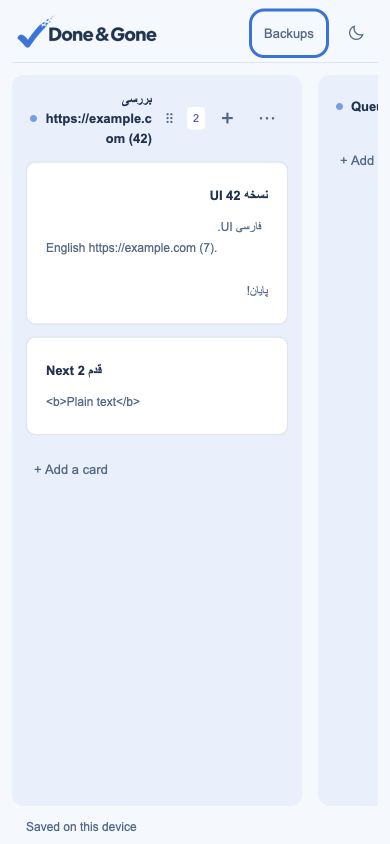 Done & Gone
Backups
بررسی
https://example.c
om (42)
2
نسخه 42 UI
فارسی UI.
English https://example.com (7).
پایان!
Next قدم 2
<b>Plain text</b>
+ Add a card
+ Add
Saved on this device